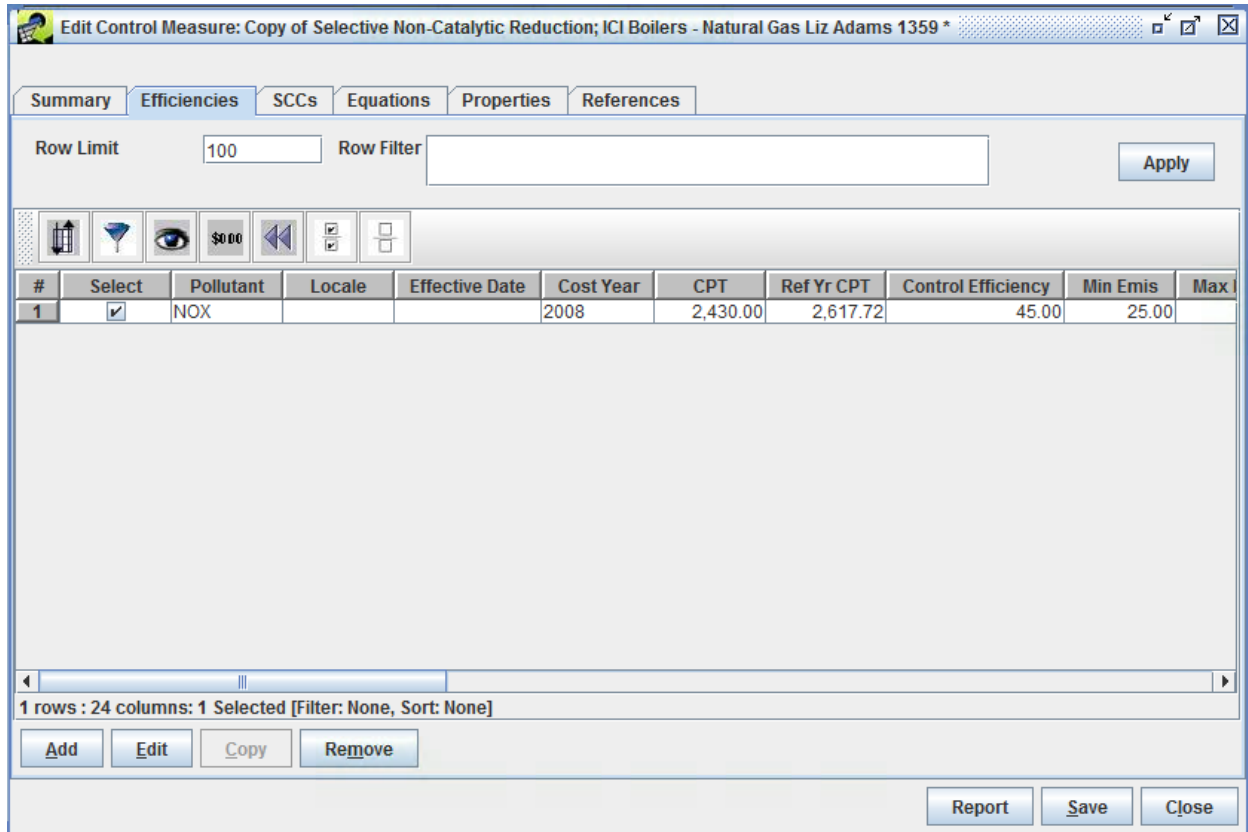 Edit Control Measure: Copy of Selective Non-Catalytic Reduction; ICI Boilers - Natural Gas Liz Adams 1359 *
Summary Efficiencies SCCs Equations Properties References
Row Limit 100 Row Filter Apply
$0.00
# Select Pollutant Locale Effective Date Cost Year CPT Ref Yr CPT Control Efficiency Min Emis Max
1 NOX 2008 2,430.00 2,617.72 45.00 25.00
1 rows : 24 columns: 1 Selected [Filter: None, Sort: None]
Add Edit Copy Remove
Report Save Close